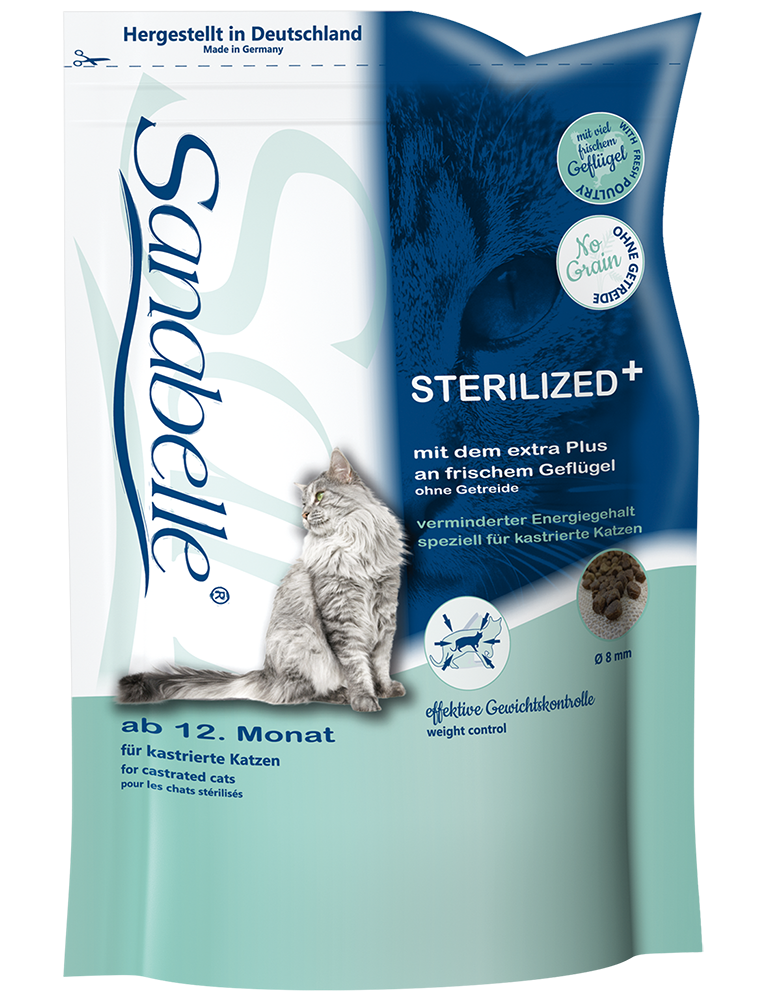 Hergestellt in Deutschland
Made in Germany
Sanabelle®
mit viel
frischem
Geflügel
WITH FRESH POULTRY
No
Grain
OHNE GETREIDE
STERILIZED+
mit dem extra Plus
an frischem Geflügel
ohne Getreide
verminderter Energiegehalt
speziell für kastrierte Katzen
Ø 8 mm
effektive Gewichtskontrolle
weight control
ab 12. Monat
für kastrierte Katzen
for castrated cats
pour les chats stérilisés